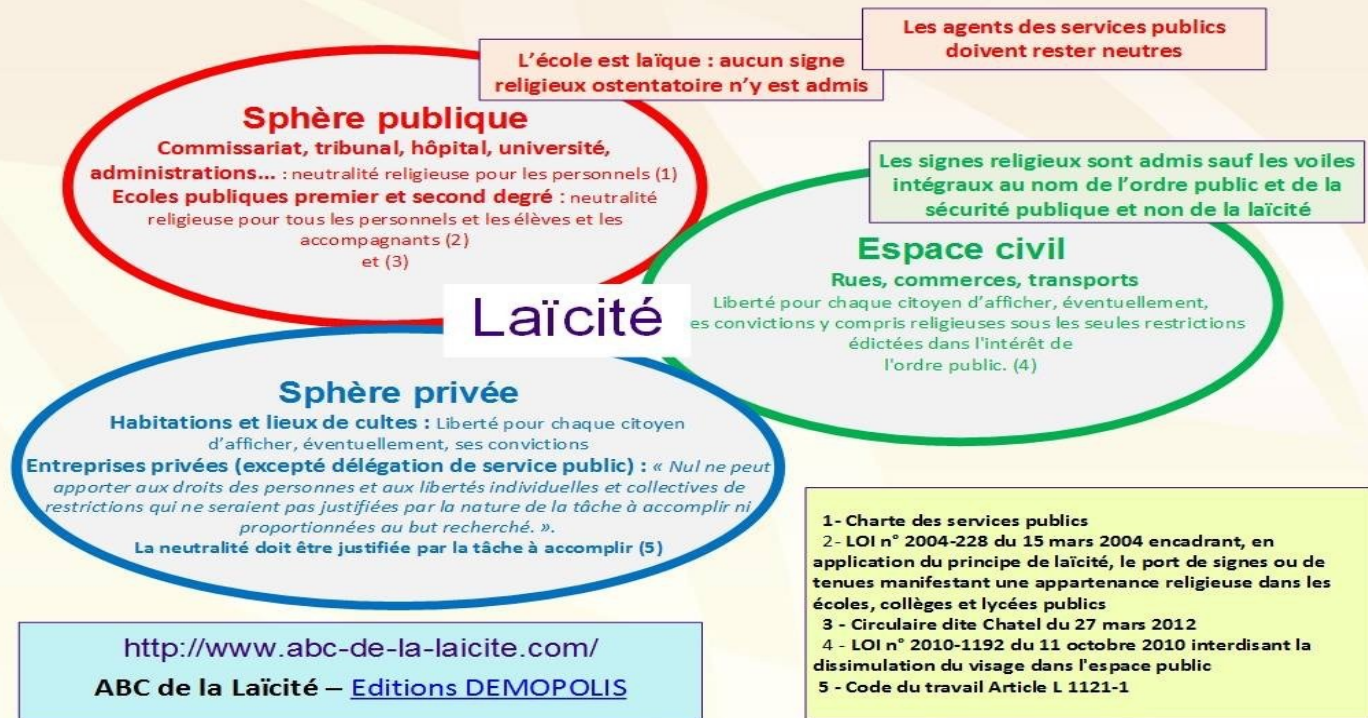 Les agents des services publics
doivent rester neutres
L'école est laïque : aucun signe
religieux ostentatoire n'y est admis
Sphère publique
Commissariat, tribunal, hôpital, université,
administrations... : neutralité religieuse pour les personnels (1)
Ecoles publiques premier et second degré : neutralité
religieuse pour tous les personnels et les élèves et les
accompagnants (2)
et (3)
Les signes religieux sont admis sauf les voiles
intégraux au nom de l'ordre public et de la
sécurité publique et non de la laïcité
Espace civil
Rues, commerces, transports
Liberté pour chaque citoyen d'afficher, éventuellement,
es convictions y compris religieuses sous les seules restrictions
édictées dans l'intérêt de
l'ordre public. (4)
Laïcité
Sphère privée
Habitations et lieux de cultes : Liberté pour chaque citoyen
d'afficher, éventuellement, ses convictions
Entreprises privées (excepté délégation de service public) : « Nul ne peut
apporter aux droits des personnes et aux libertés individuelles et collectives de
restrictions qui ne seraient pas justifiées par la nature de la tâche à accomplir ni
proportionnées au but recherché. ».
La neutralité doit être justifiée par la tâche à accomplir (5)
1- Charte des services publics
2- LOI n° 2004-228 du 15 mars 2004 encadrant, en
application du principe de laïcité, le port de signes ou de
tenues manifestant une appartenance religieuse dans les
écoles, collèges et lycées publics
3 - Circulaire dite Chatel du 27 mars 2012
4 - LOI n° 2010-1192 du 11 octobre 2010 interdisant la
dissimulation du visage dans l'espace public
5 - Code du travail Article L 1121-1
http://www.abc-de-la-laicite.com/
ABC de la Laïcité – Editions DEMOPOLIS